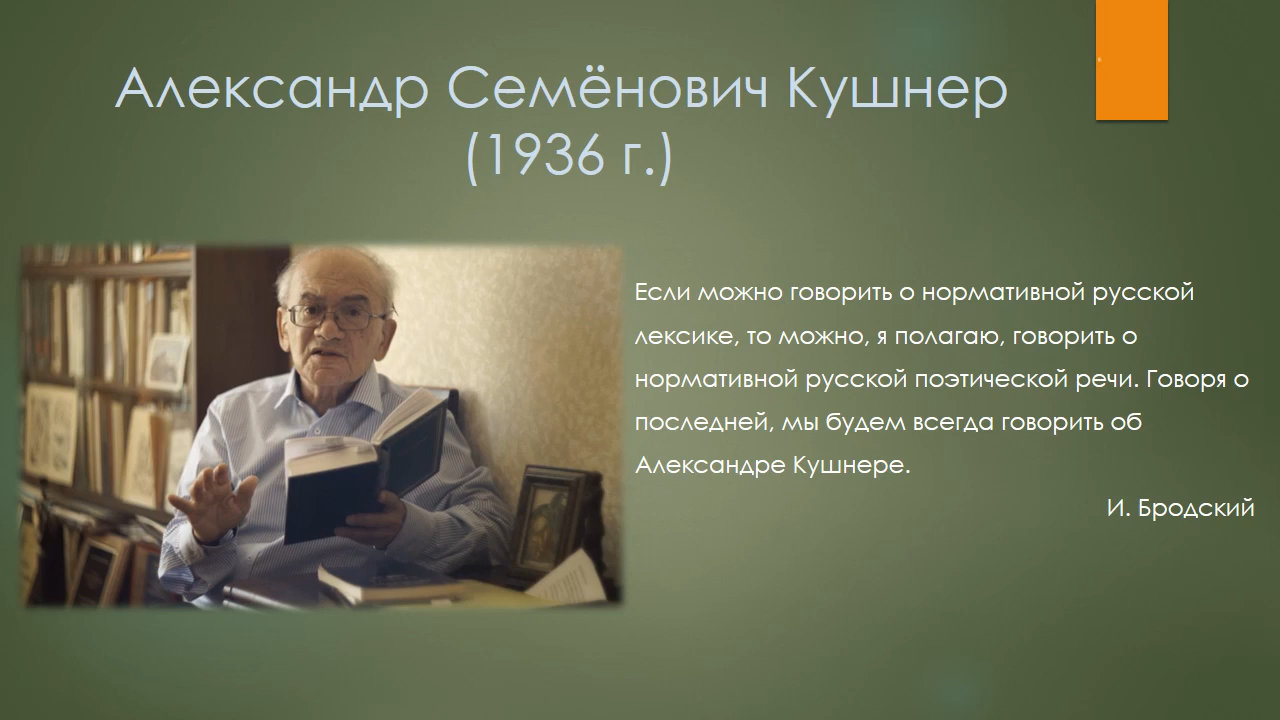 Александр Семёнович Кушнер
(1936 г.)
Если можно говорить о нормативной русской
лексике, то можно, я полагаю, говорить о
нормативной русской поэтической речи. Говоря о
последней, мы будем всегда говорить об
Александре Кушнере.
И. Бродский